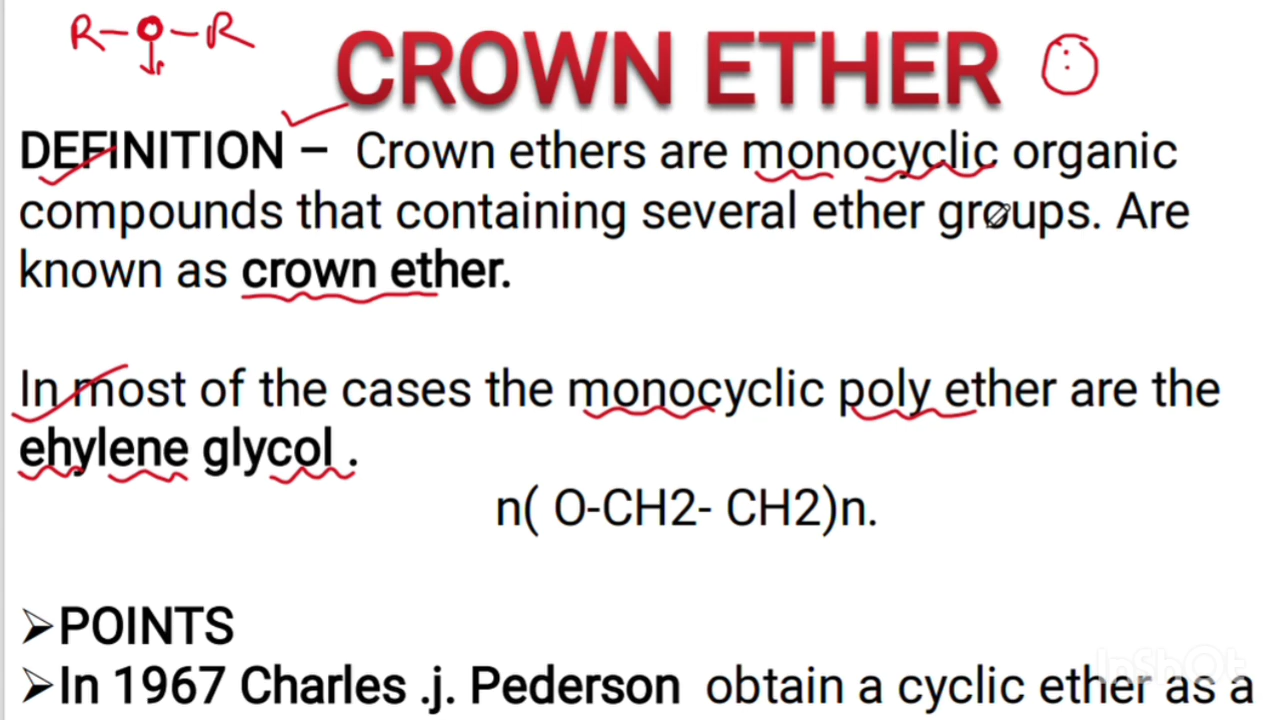 R-O-R
CROWN ETHER
DEFINITION – Crown ethers are monocyclic organic
compounds that containing several ether groups. Are
known as crown ether.
In most of the cases the monocyclic poly ether are the
ehylene glycol .
n( O-CH2- CH2)n.
➢POINTS
➢In 1967 Charles .j. Pederson obtain a cyclic ether as a
InShOt